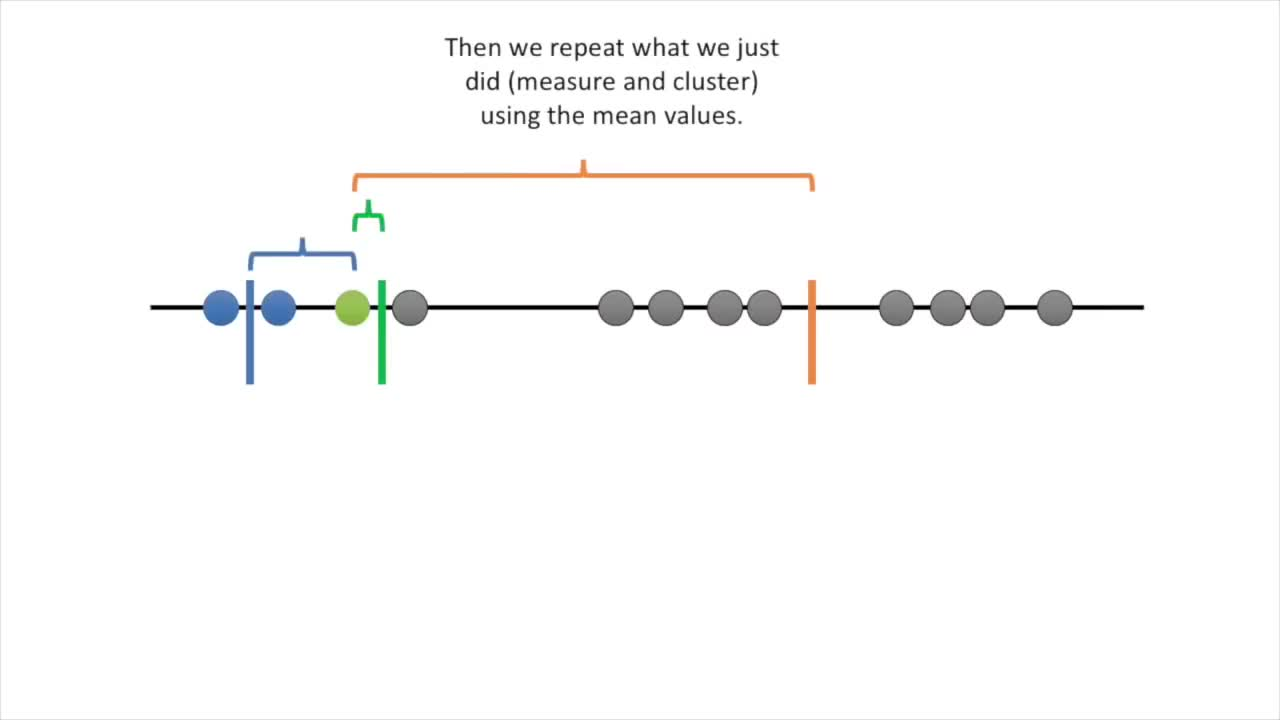 Then we repeat what we just
did (measure and cluster)
using the mean values.